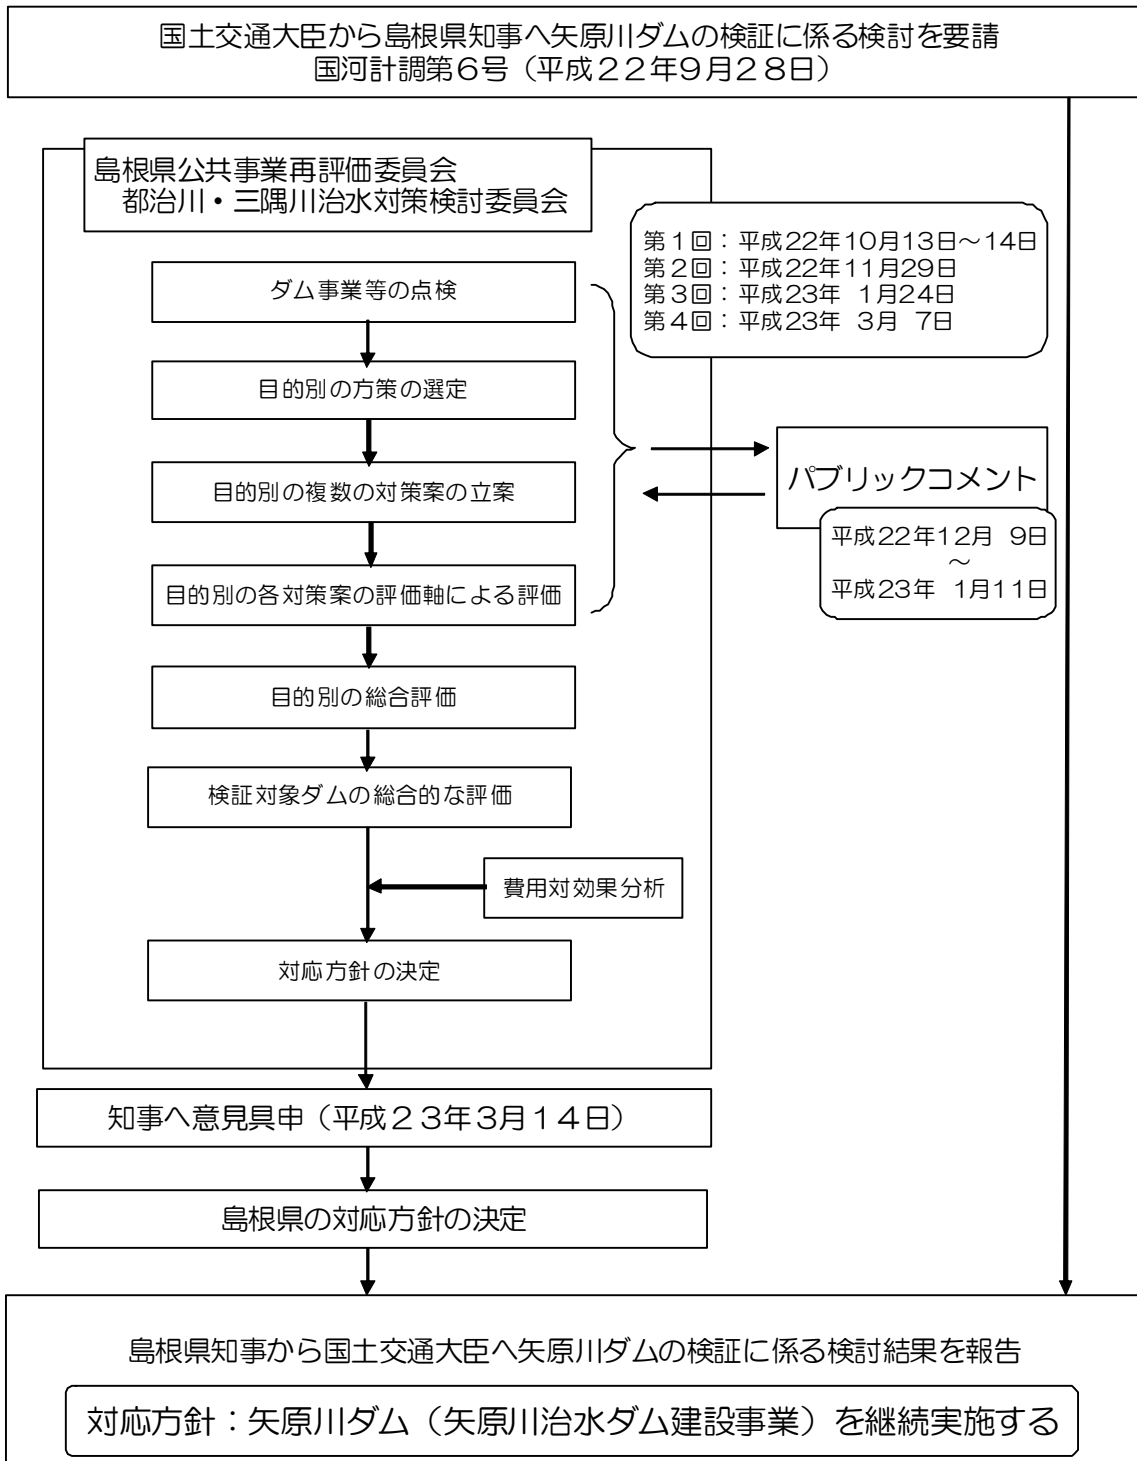 国土交通大臣から島根県知事へ矢原川ダムの検証に係る検討を要請
国河計調第6号（平成22年9月28日）
島根県公共事業再評価委員会
都治川・三隅川治水対策検討委員会
第1回：平成22年10月13日～14日
第2回：平成22年11月29日
第3回：平成23年 1月24日
第4回：平成23年 3月 7日
ダム事業等の点検
目的別の方策の選定
目的別の複数の対策案の立案
目的別の各対策案の評価軸による評価
パブリックコメント
平成22年12月 9日
～
平成23年 1月11日
目的別の総合評価
検証対象ダムの総合的な評価
費用対効果分析
対応方針の決定
知事へ意見具申（平成23年3月14日）
島根県の対応方針の決定
島根県知事から国土交通大臣へ矢原川ダムの検証に係る検討結果を報告
対応方針：矢原川ダム（矢原川治水ダム建設事業）を継続実施する